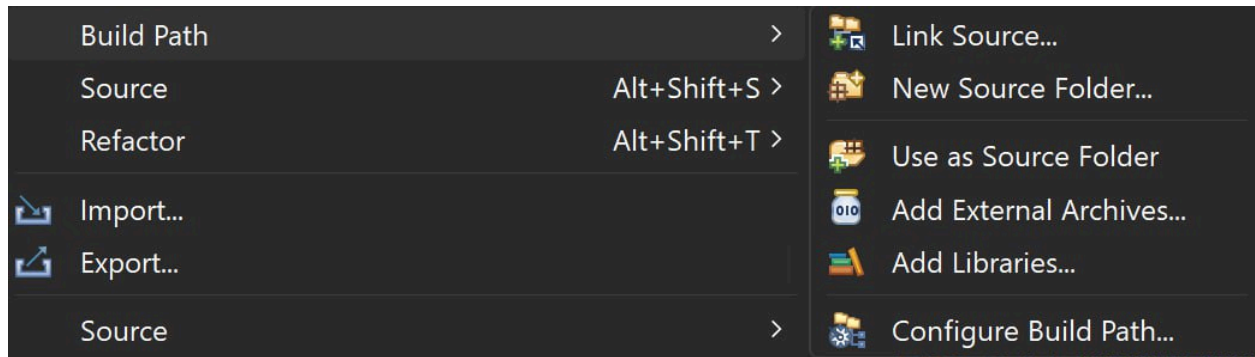 Build Path >
Source Alt+Shift+S >
Refactor Alt+Shift+T >
Import...
Export...
Source >
Link Source...
New Source Folder...
Use as Source Folder
010
Add External Archives...
Add Libraries...
Configure Build Path...